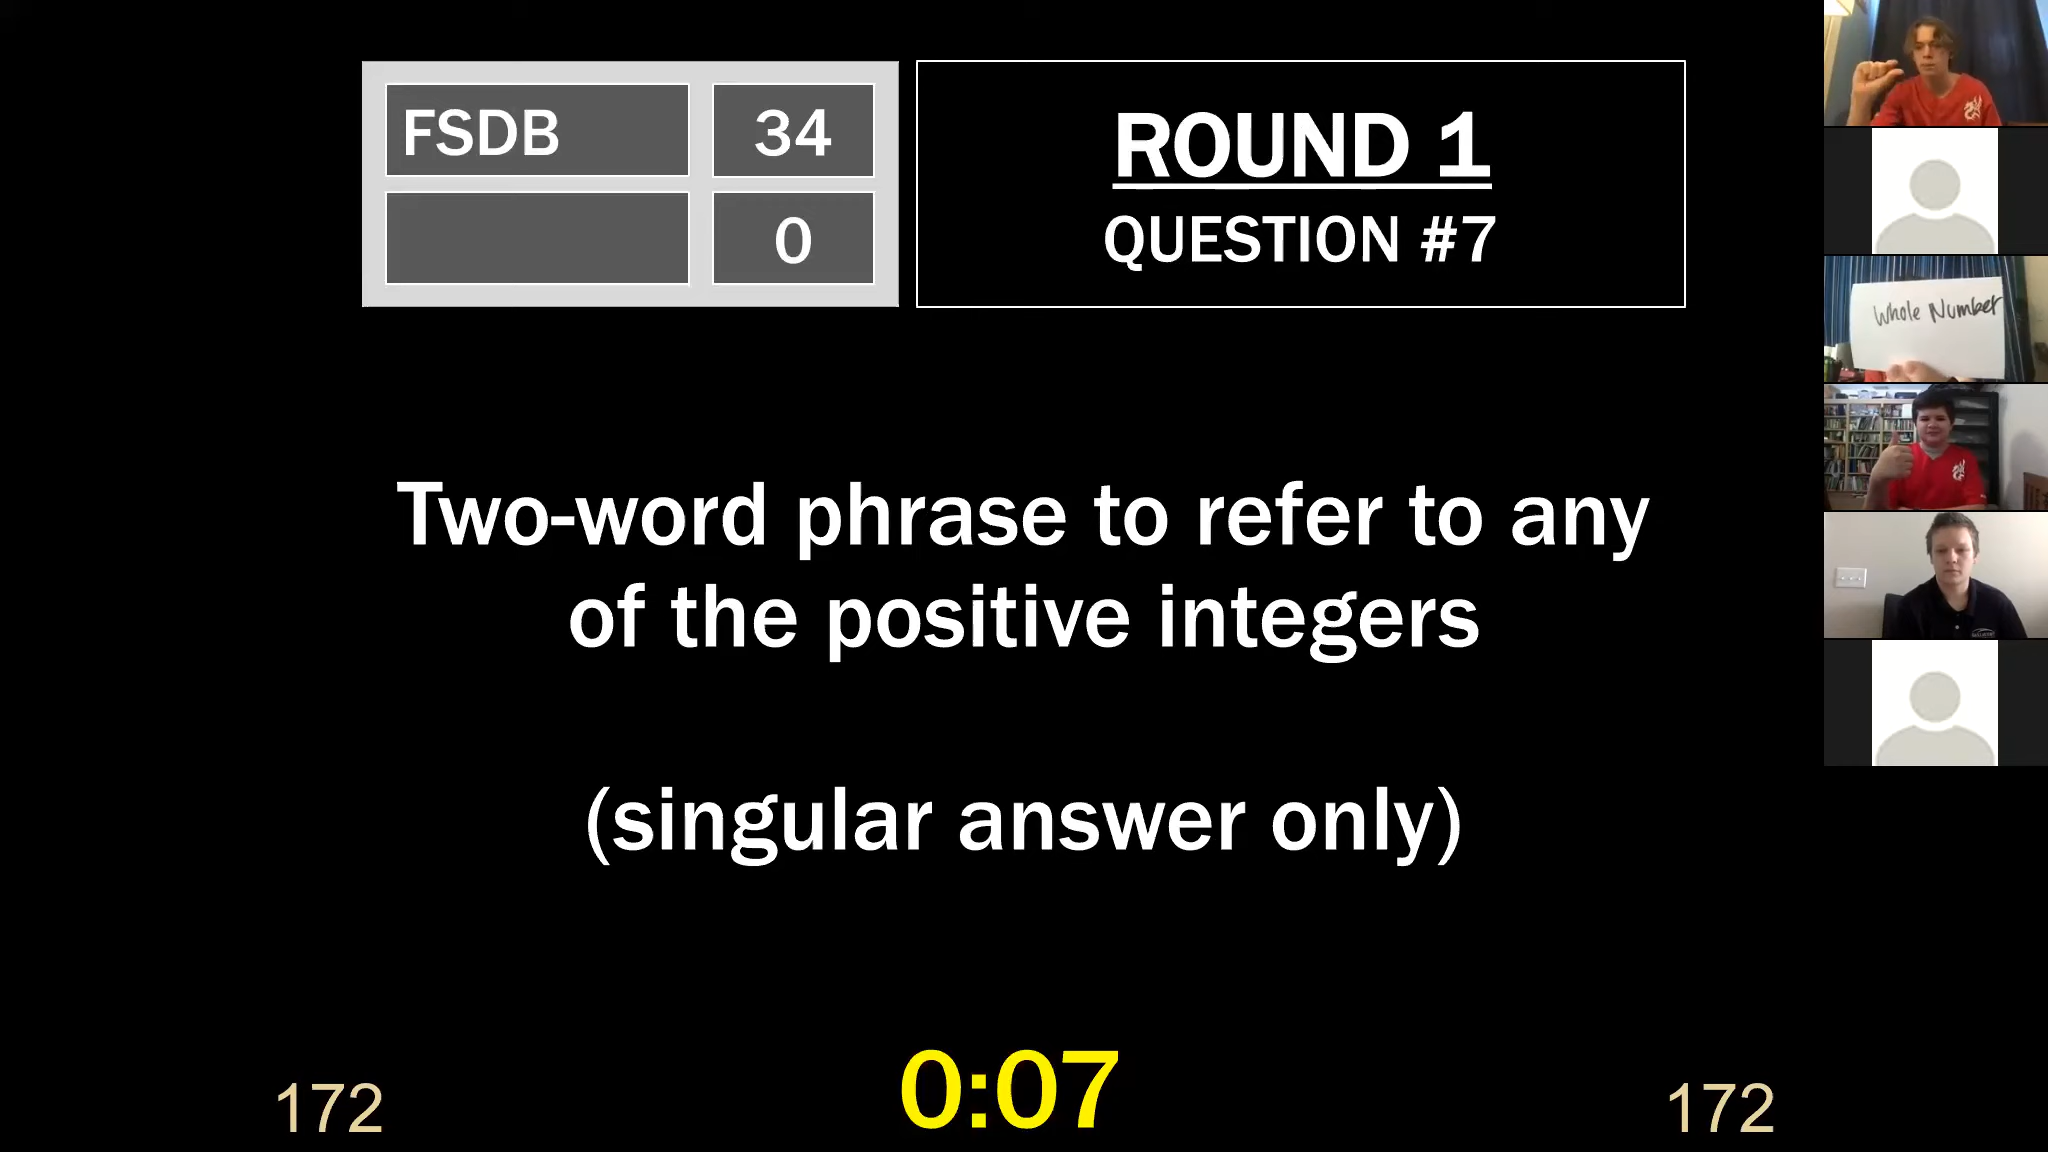 FSDB
34
0
ROUND 1
QUESTION #7
Whole Number
Two-word phrase to refer to any
of the positive integers
(singular answer only)
172
0:07
172